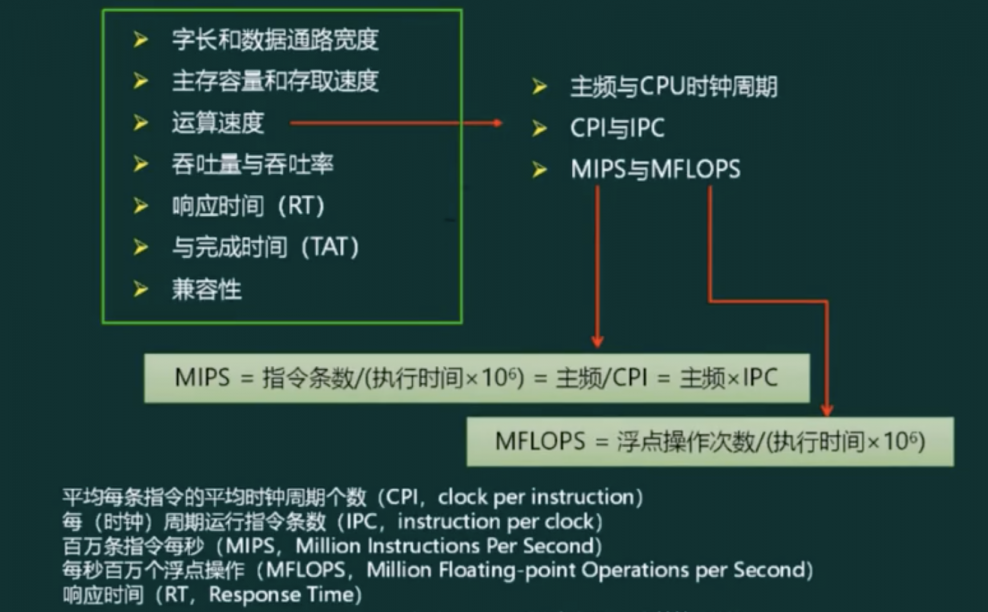 字长和数据通路宽度
主存容量和存取速度
运算速度
吞吐量与吞吐率
响应时间（RT）
与完成时间（TAT）
兼容性
主频与CPU时钟周期
CPI与IPC
MIPS与MFLOPS
MIPS = 指令条数/(执行时间×10⁶) = 主频/CPI = 主频×IPC
MFLOPS = 浮点操作次数/(执行时间×10⁶)
平均每条指令的平均时钟周期个数（CPI，clock per instruction）
每（时钟）周期运行指令条数（IPC，instruction per clock）
百万条指令每秒（MIPS，Million Instructions Per Second）
每秒百万个浮点操作（MFLOPS，Million Floating-point Operations per Second）
响应时间（RT，Response Time）